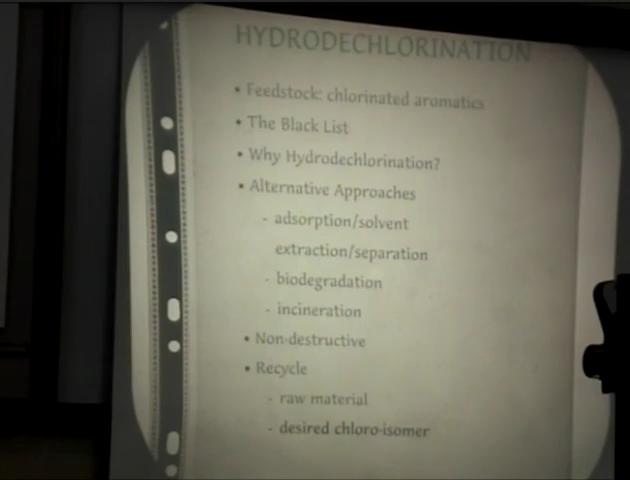 HYDRODECHLORINATION
• Feedstock: chlorinated aromatics
• The Black List
• Why Hydrodechlorination?
• Alternative Approaches
- adsorption/solvent
extraction/separation
- biodegradation
- incineration
• Non-destructive
• Recycle
- raw material
- desired chloro-isomer